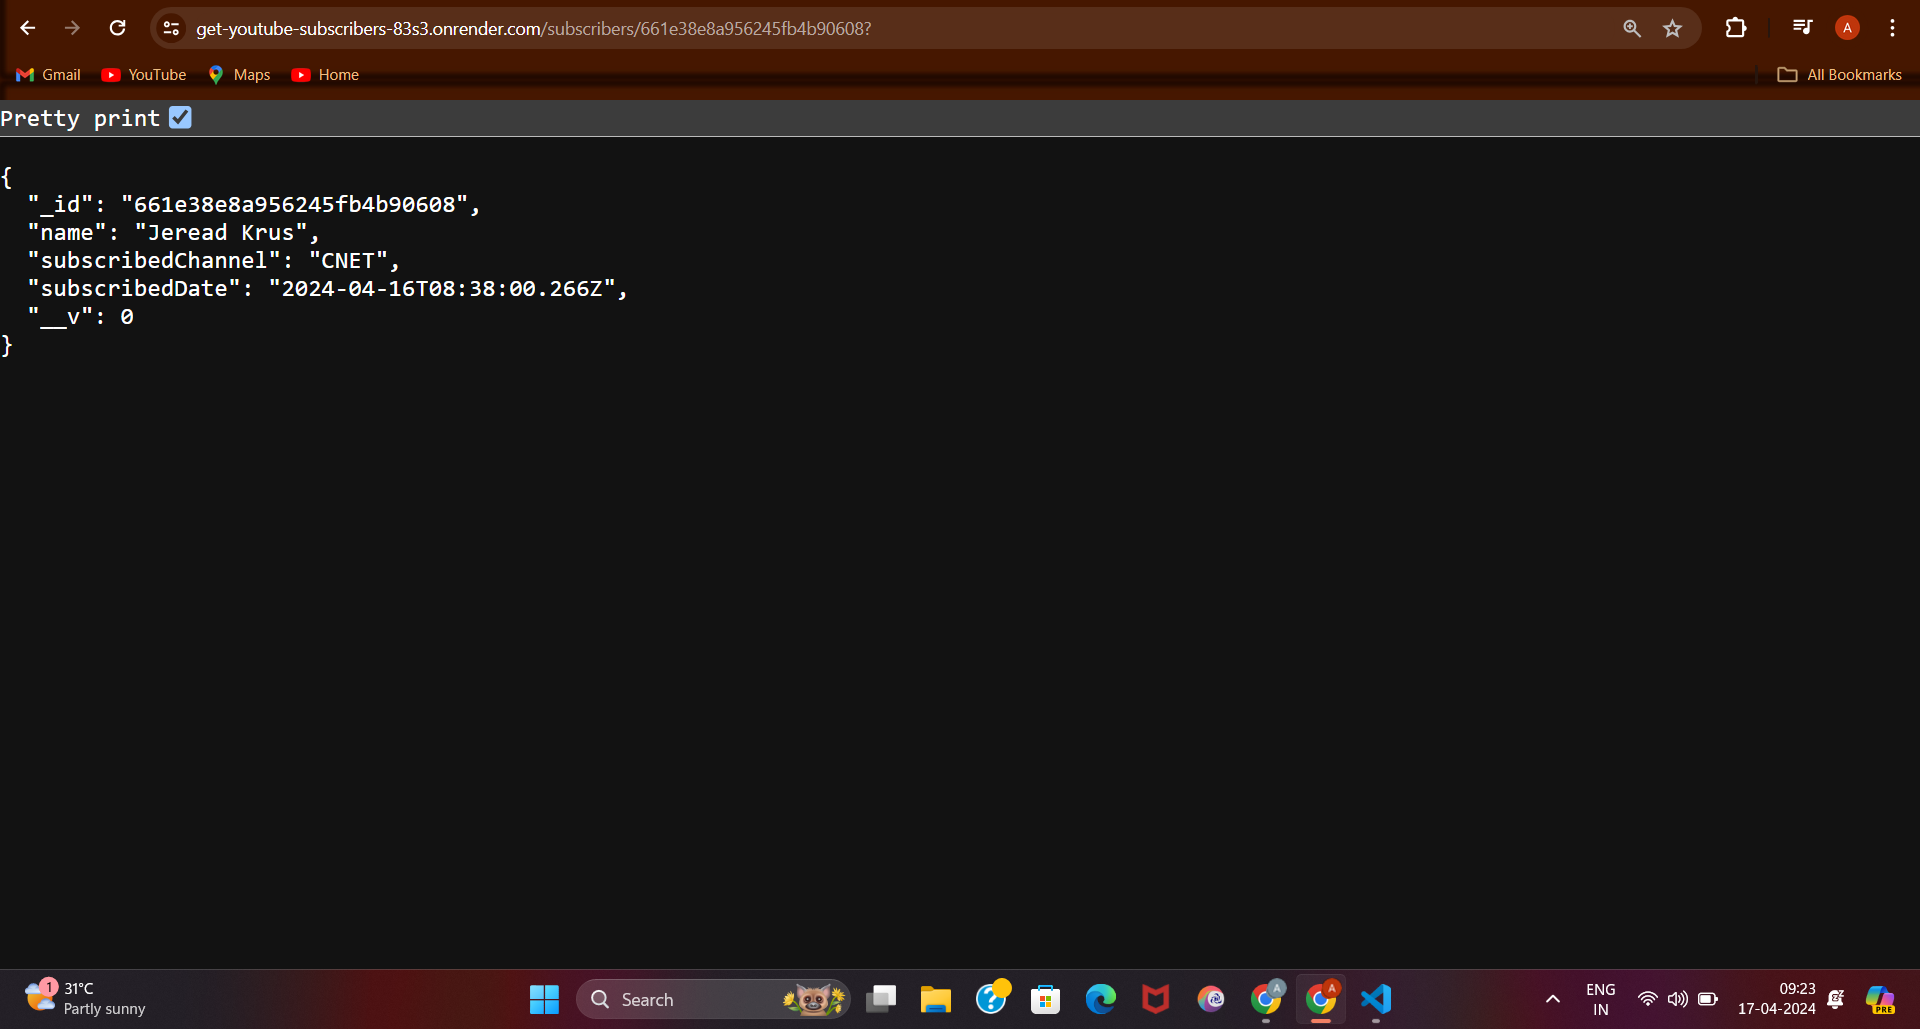 get-youtube-subscribers-83s3.onrender.com/subscribers/661e38e8a956245fb4b90608?
A
Gmail YouTube Maps Home All Bookmarks
Pretty print
{
"_id": "661e38e8a956245fb4b90608",
"name": "Jeread Krus",
"subscribedChannel": "CNET",
"subscribedDate": "2024-04-16T08:38:00.266Z",
"__v": 0
}
1
31°C
Partly sunny
Search
A
A
ENG
IN
09:23
17-04-2024
PRE